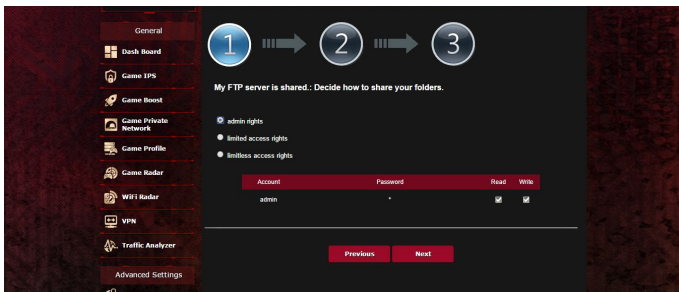 General
Dash Board
Game IPS
Game Boost
Game Private
Network
Game Profile
Game Radar
WiFi Radar
VPN
Traffic Analyzer
Advanced Settings
1
2
3
My FTP server is shared.: Decide how to share your folders.
admin rights
limited access rights
limitless access rights
Account Password Read Write
admin *
Previous Next